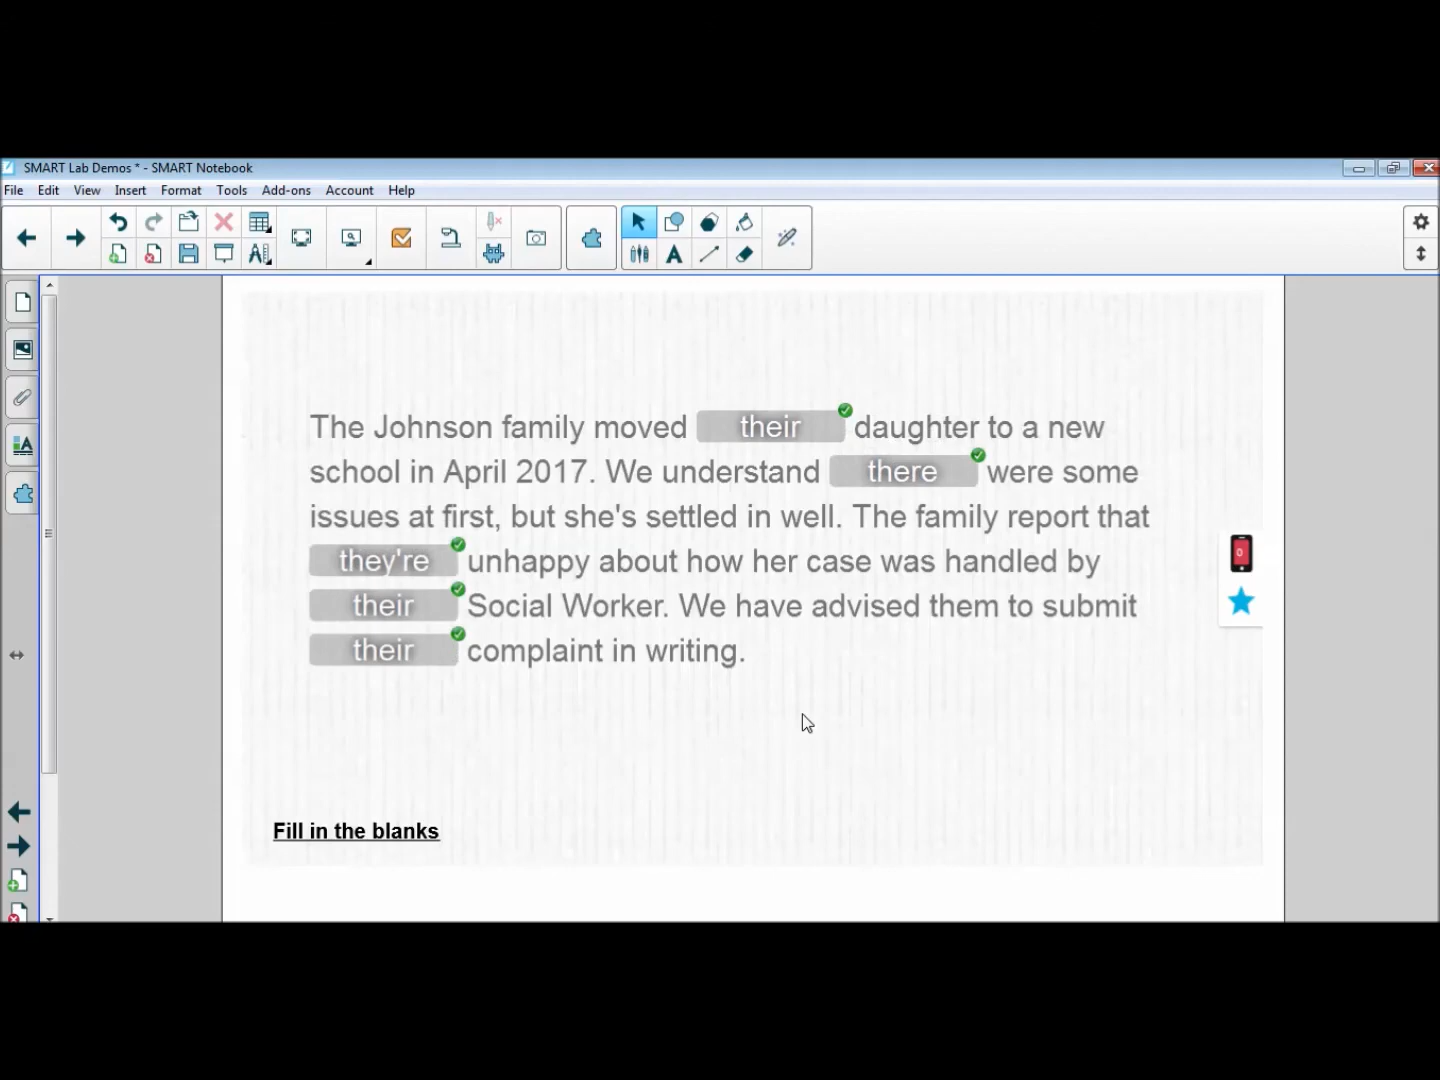 SMART Lab Demos * - SMART Notebook
File Edit View Insert Format Tools Add-ons Account Help
The Johnson family moved their daughter to a new
school in April 2017. We understand there were some
issues at first, but she's settled in well. The family report that
they're unhappy about how her case was handled by
their Social Worker. We have advised them to submit
their complaint in writing.
0
Fill in the blanks